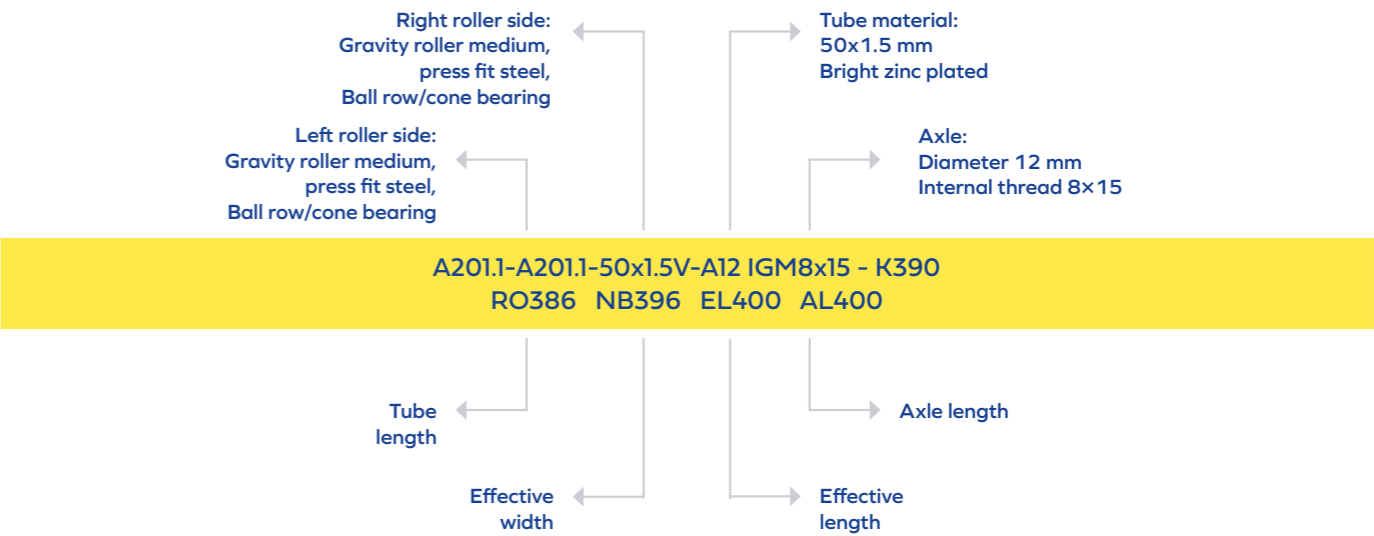 Right roller side:
Gravity roller medium,
press fit steel,
Ball row/cone bearing
Tube material:
50x1.5 mm
Bright zinc plated
Left roller side:
Gravity roller medium,
press fit steel,
Ball row/cone bearing
Axle:
Diameter 12 mm
Internal thread 8×15
A201.1-A201.1-50x1.5V-A12 IGM8x15 - K390
RO386 NB396 EL400 AL400
Tube
length
Axle length
Effective
width
Effective
length